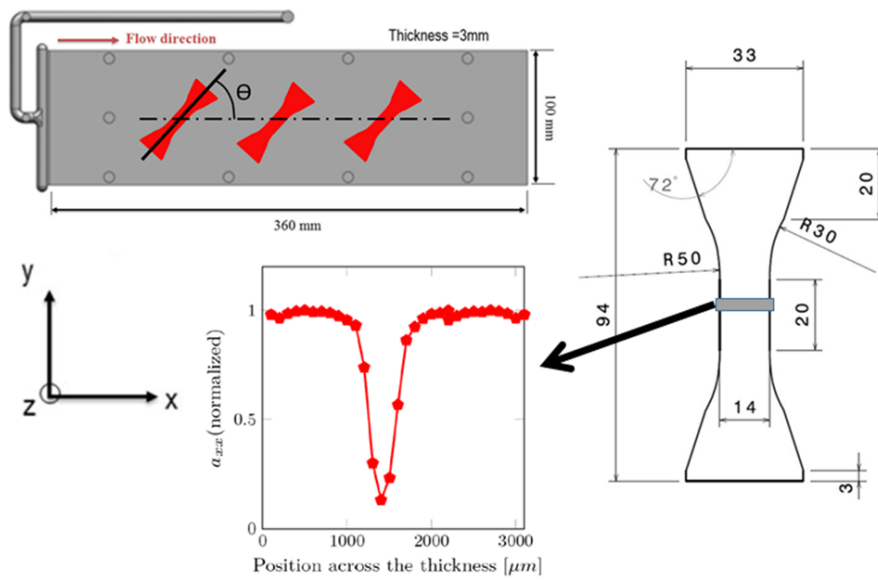 Flow direction
Thickness =3mm
Θ
100 mm
360 mm
33
72°
20
R30
R50
94
20
14
3
y
z
x
1
0.5
0
a_xx (normalized)
0 1000 2000 3000
Position across the thickness [μm]